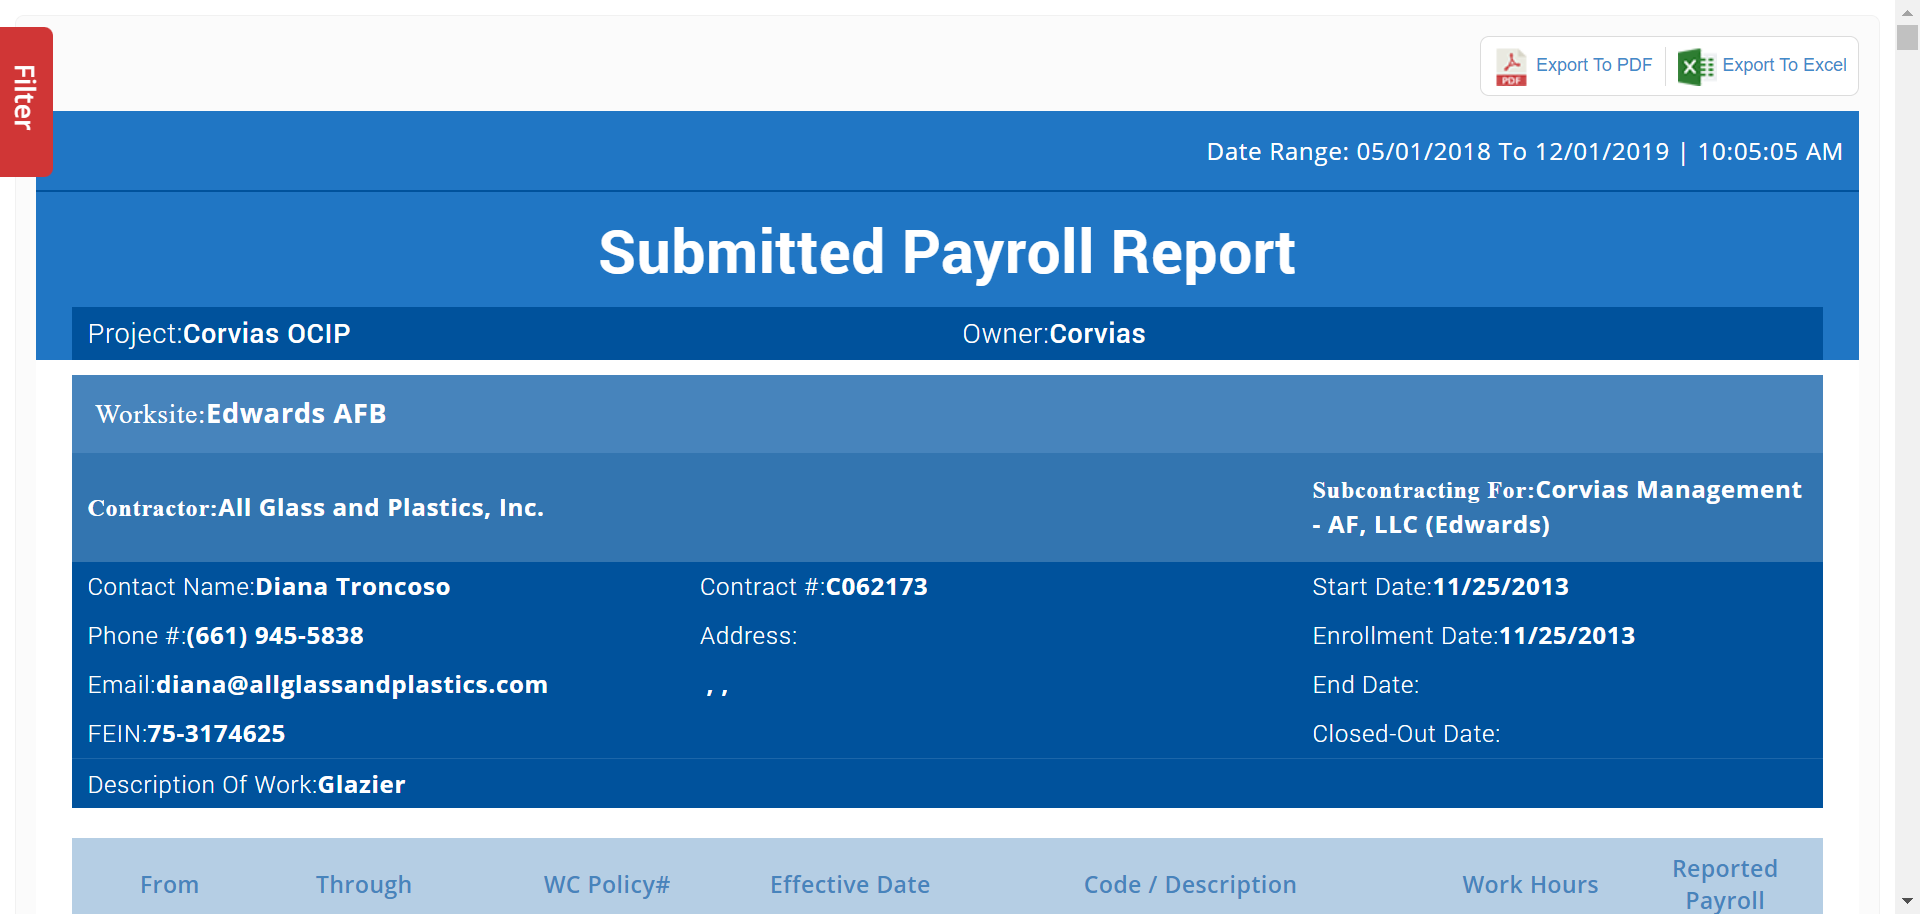 Filter
PDF
Export To PDF
Export To Excel
Date Range: 05/01/2018 To 12/01/2019 | 10:05:05 AM
Submitted Payroll Report
Project:Corvias OCIP
Owner:Corvias
Worksite:Edwards AFB
Contractor:All Glass and Plastics, Inc.
Subcontracting For:Corvias Management
- AF, LLC (Edwards)
Contact Name:Diana Troncoso
Contract #:C062173
Start Date:11/25/2013
Phone #:(661) 945-5838
Address:
Enrollment Date:11/25/2013
Email:diana@allglassandplastics.com
, ,
End Date:
FEIN:75-3174625
Closed-Out Date:
Description Of Work:Glazier
From
Through
WC Policy#
Effective Date
Code / Description
Work Hours
Reported
Payroll